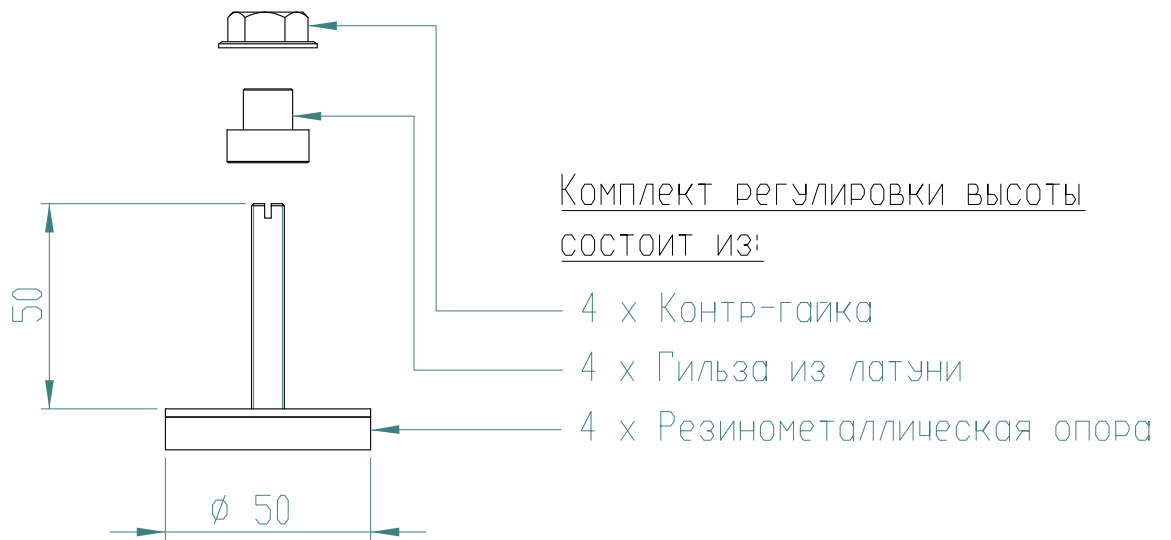 Комплект регулировки высоты
состоит из:
50
4 x Контр-гайка
4 x Гильза из латуни
4 x Резинометаллическая опора
ø 50